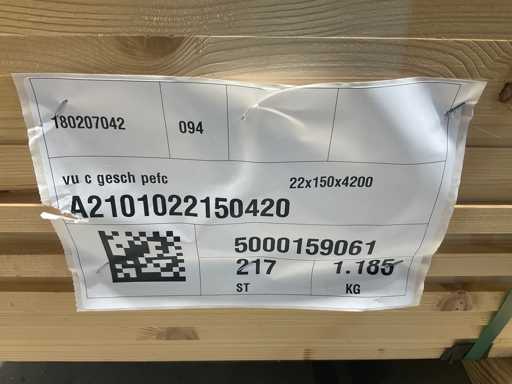 180207042
094
vu c gesch pefc
22x150x4200
A2101022150420
5000159061
217
1.185
ST
KG